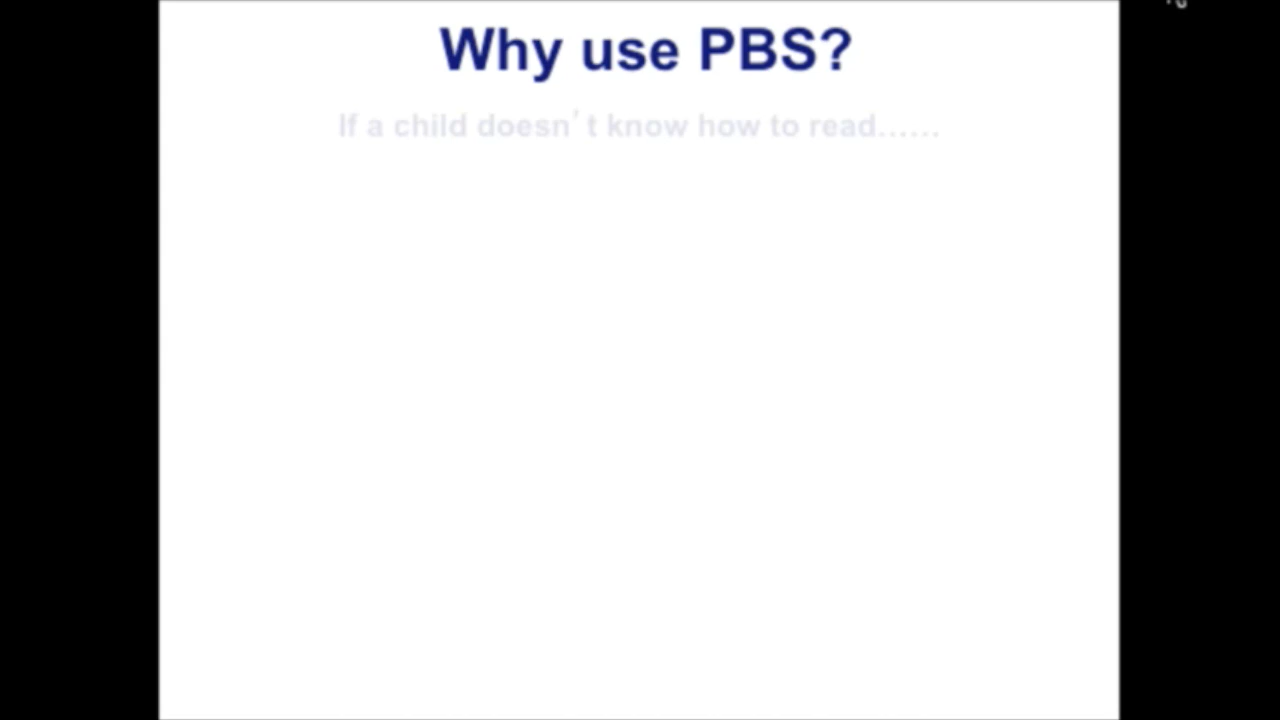 Why use PBS?
If a child doesn’t know how to read……